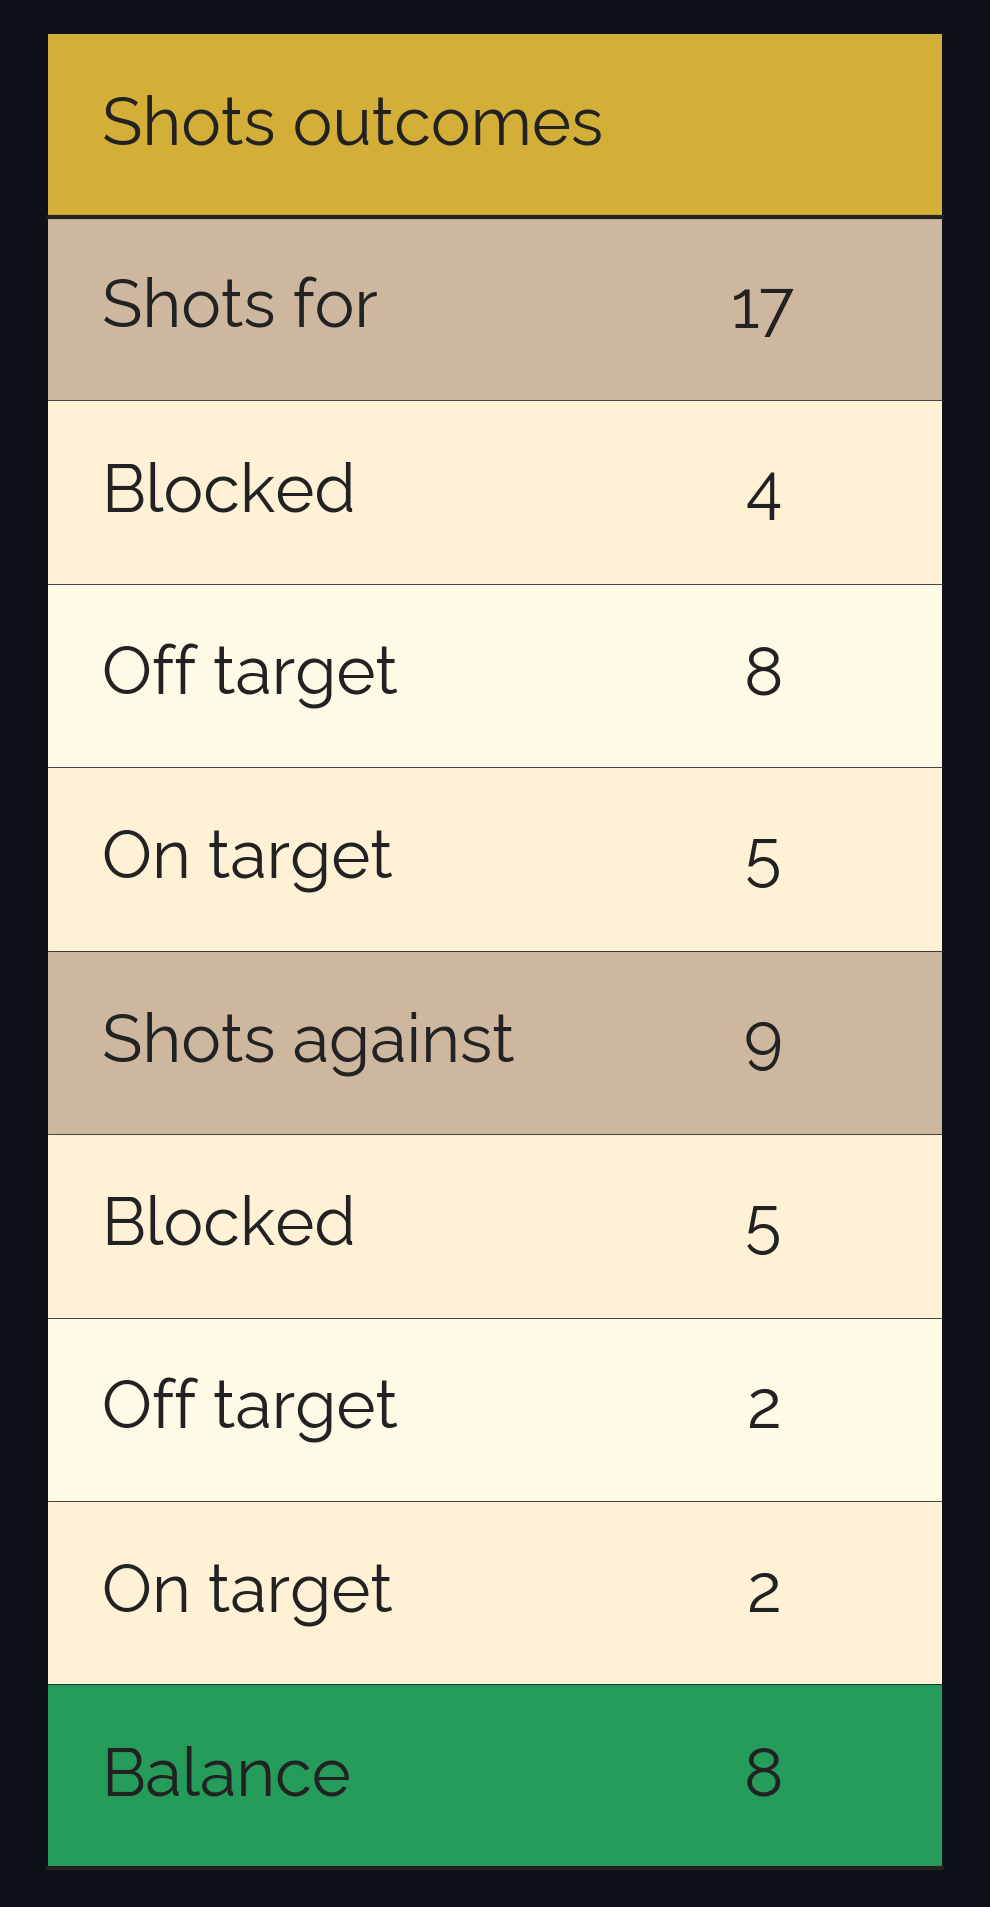 Shots outcomes
Shots for 17
Blocked 4
Off target 8
On target 5
Shots against 9
Blocked 5
Off target 2
On target 2
Balance 8